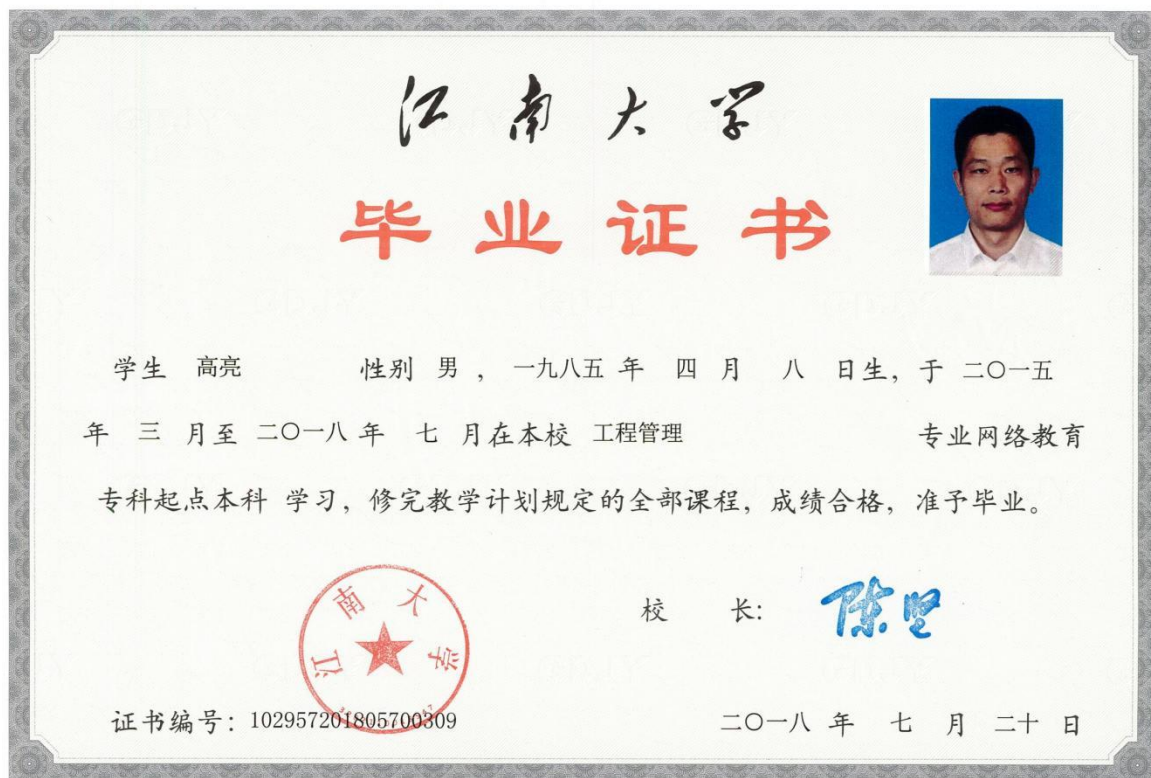 江南大学
毕业证书
学生 高亮 性别 男 ， 一九八五 年 四 月 八 日生，于 二〇一五
年 三 月至 二〇一八 年 七 月在本校 工程管理 专业网络教育
专科起点本科 学习，修完教学计划规定的全部课程，成绩合格，准予毕业。
江南大学
校 长： 陈坚
证书编号：102957201805700309
二〇一八 年 七 月 二十 日